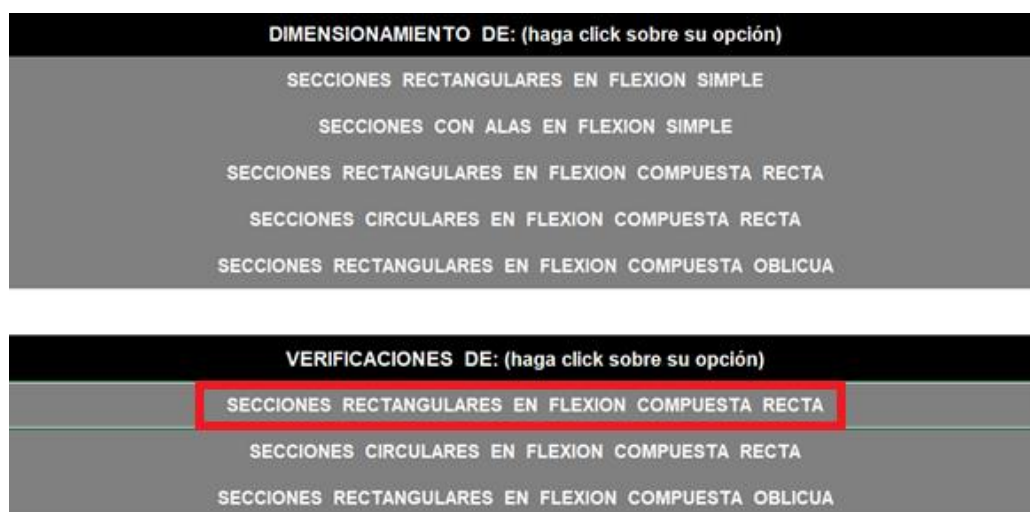 DIMENSIONAMIENTO DE: (haga click sobre su opción)
SECCIONES RECTANGULARES EN FLEXION SIMPLE
SECCIONES CON ALAS EN FLEXION SIMPLE
SECCIONES RECTANGULARES EN FLEXION COMPUESTA RECTA
SECCIONES CIRCULARES EN FLEXION COMPUESTA RECTA
SECCIONES RECTANGULARES EN FLEXION COMPUESTA OBLICUA
VERIFICACIONES DE: (haga click sobre su opción)
SECCIONES RECTANGULARES EN FLEXION COMPUESTA RECTA
SECCIONES CIRCULARES EN FLEXION COMPUESTA RECTA
SECCIONES RECTANGULARES EN FLEXION COMPUESTA OBLICUA